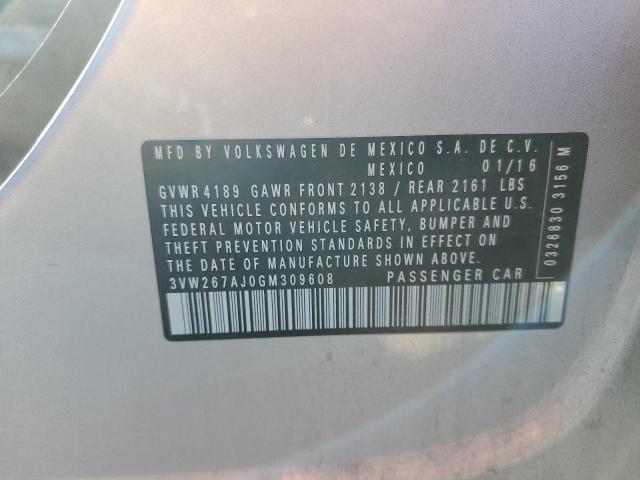 MFD BY VOLKSWAGEN DE MEXICO S.A. DE C.V.
MEXICO 01/16
GVWR 4189 GAWR FRONT 2138 / REAR 2161 LBS
THIS VEHICLE CONFORMS TO ALL APPLICABLE U.S.
FEDERAL MOTOR VEHICLE SAFETY, BUMPER AND
THEFT PREVENTION STANDARDS IN EFFECT ON
THE DATE OF MANUFACTURE SHOWN ABOVE.
3VW267AJ0GM309608 PASSENGER CAR
0326830 3156 M